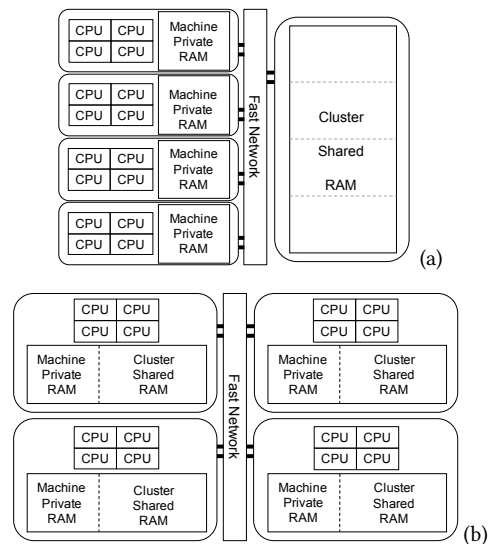 CPU CPU
CPU CPU
Machine
Private
RAM
CPU CPU
CPU CPU
Machine
Private
RAM
CPU CPU
CPU CPU
Machine
Private
RAM
CPU CPU
CPU CPU
Machine
Private
RAM
Fast Network
Cluster
Shared
RAM
(a)
CPU CPU
CPU CPU
Machine
Private
RAM
Cluster
Shared
RAM
CPU CPU
CPU CPU
Machine
Private
RAM
Cluster
Shared
RAM
Fast Network
CPU CPU
CPU CPU
Machine
Private
RAM
Cluster
Shared
RAM
CPU CPU
CPU CPU
Machine
Private
RAM
Cluster
Shared
RAM
(b)